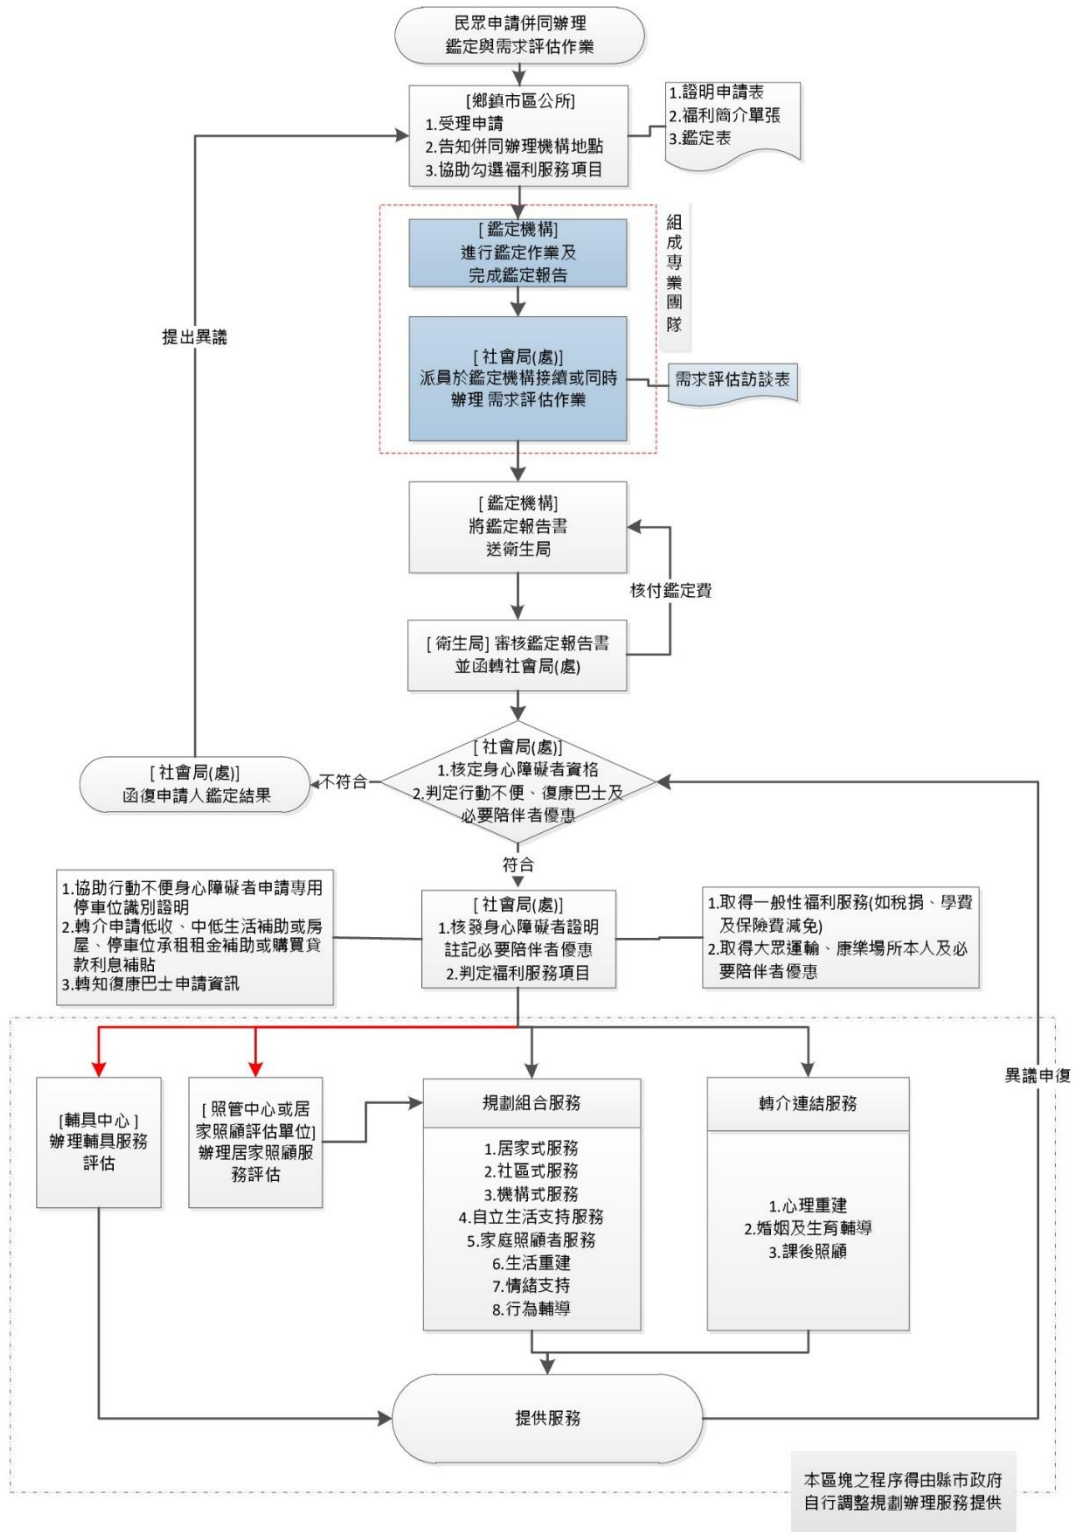 民眾申請併同辦理
鑑定與需求評估作業
[鄉鎮市區公所]
1.受理申請
2.告知併同辦理機構地點
3.協助勾選福利服務項目
1.證明申請表
2.福利簡介單張
3.鑑定表
[鑑定機構]
進行鑑定作業及
完成鑑定報告
組成專業團隊
提出異議
[社會局(處)]
派員於鑑定機構接續或同時
辦理需求評估作業
需求評估訪談表
[鑑定機構]
將鑑定報告書
送衛生局
核付鑑定費
[衛生局]審核鑑定報告書
並函轉社會局(處)
[社會局(處)]
1.核定身心障礙者資格
2.判定行動不便、復康巴士及
必要陪伴者優惠
不符合
[社會局(處)]
函復申請人鑑定結果
符合
1.協助行動不便身心障礙者申請專用
停車位識別證明
2.轉介申請低收、中低生活補助或房
屋、停車位承租租金補助或購買貸
款利息補貼
3.轉知復康巴士申請資訊
[社會局(處)]
1.核發身心障礙者證明
註記必要陪伴者優惠
2.判定福利服務項目
1.取得一般性福利服務(如稅捐、學費
及保險費減免)
2.取得大眾運輸、康樂場所本人及必
要陪伴者優惠
異議申復
[輔具中心]
辦理輔具服務
評估
[照管中心或居
家照顧評估單位]
辦理居家照顧服
務評估
規劃組合服務
1.居家式服務
2.社區式服務
3.機構式服務
4.自立生活支持服務
5.家庭照顧者服務
6.生活重建
7.情緒支持
8.行為輔導
轉介連結服務
1.心理重建
2.婚姻及生育輔導
3.課後照顧
提供服務
本區塊之程序得由縣市政府
自行調整規劃辦理服務提供